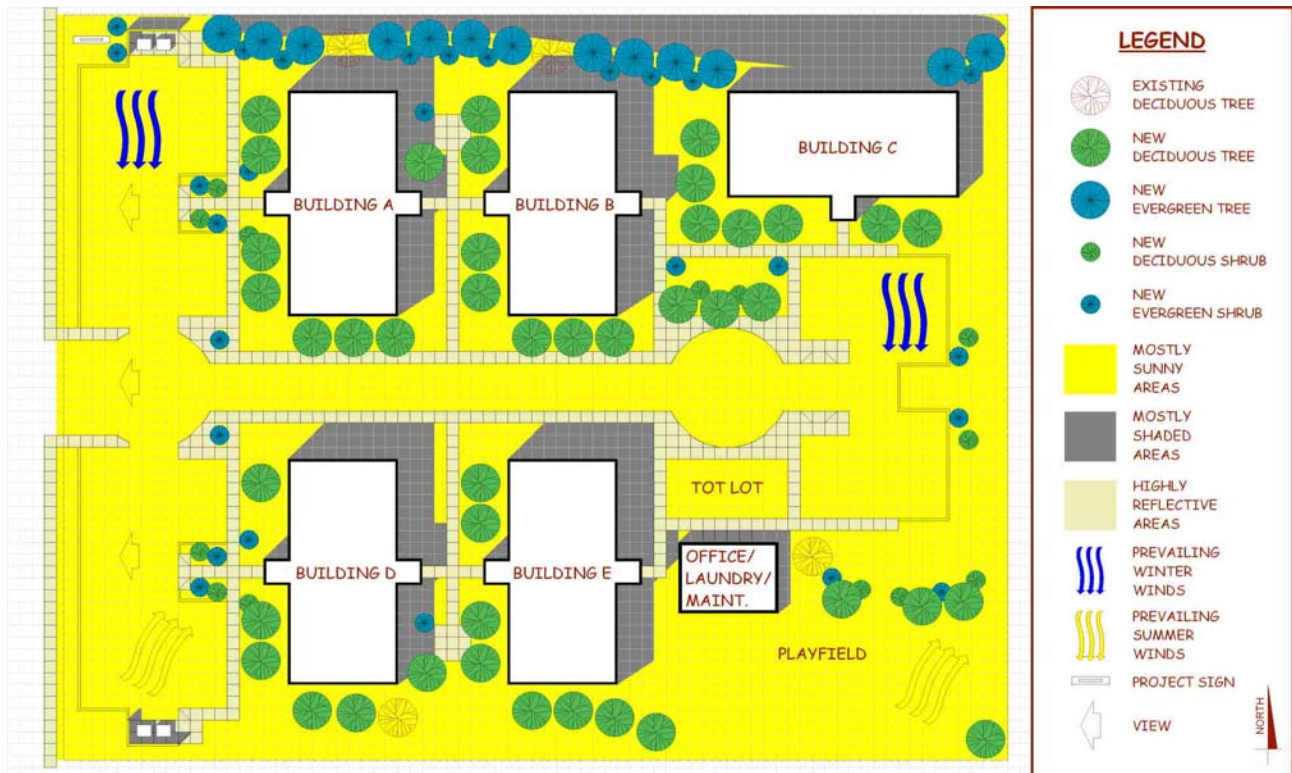 BUILDING A
BUILDING B
BUILDING C
BUILDING D
BUILDING E
TOT LOT
OFFICE/
LAUNDRY/
MAINT.
PLAYFIELD
LEGEND
EXISTING
DECIDUOUS TREE
NEW
DECIDUOUS TREE
NEW
EVERGREEN TREE
NEW
DECIDUOUS SHRUB
NEW
EVERGREEN SHRUB
MOSTLY
SUNNY
AREAS
MOSTLY
SHADED
AREAS
HIGHLY
REFLECTIVE
AREAS
PREVAILING
WINTER
WINDS
PREVAILING
SUMMER
WINDS
PROJECT SIGN
VIEW
NORTH